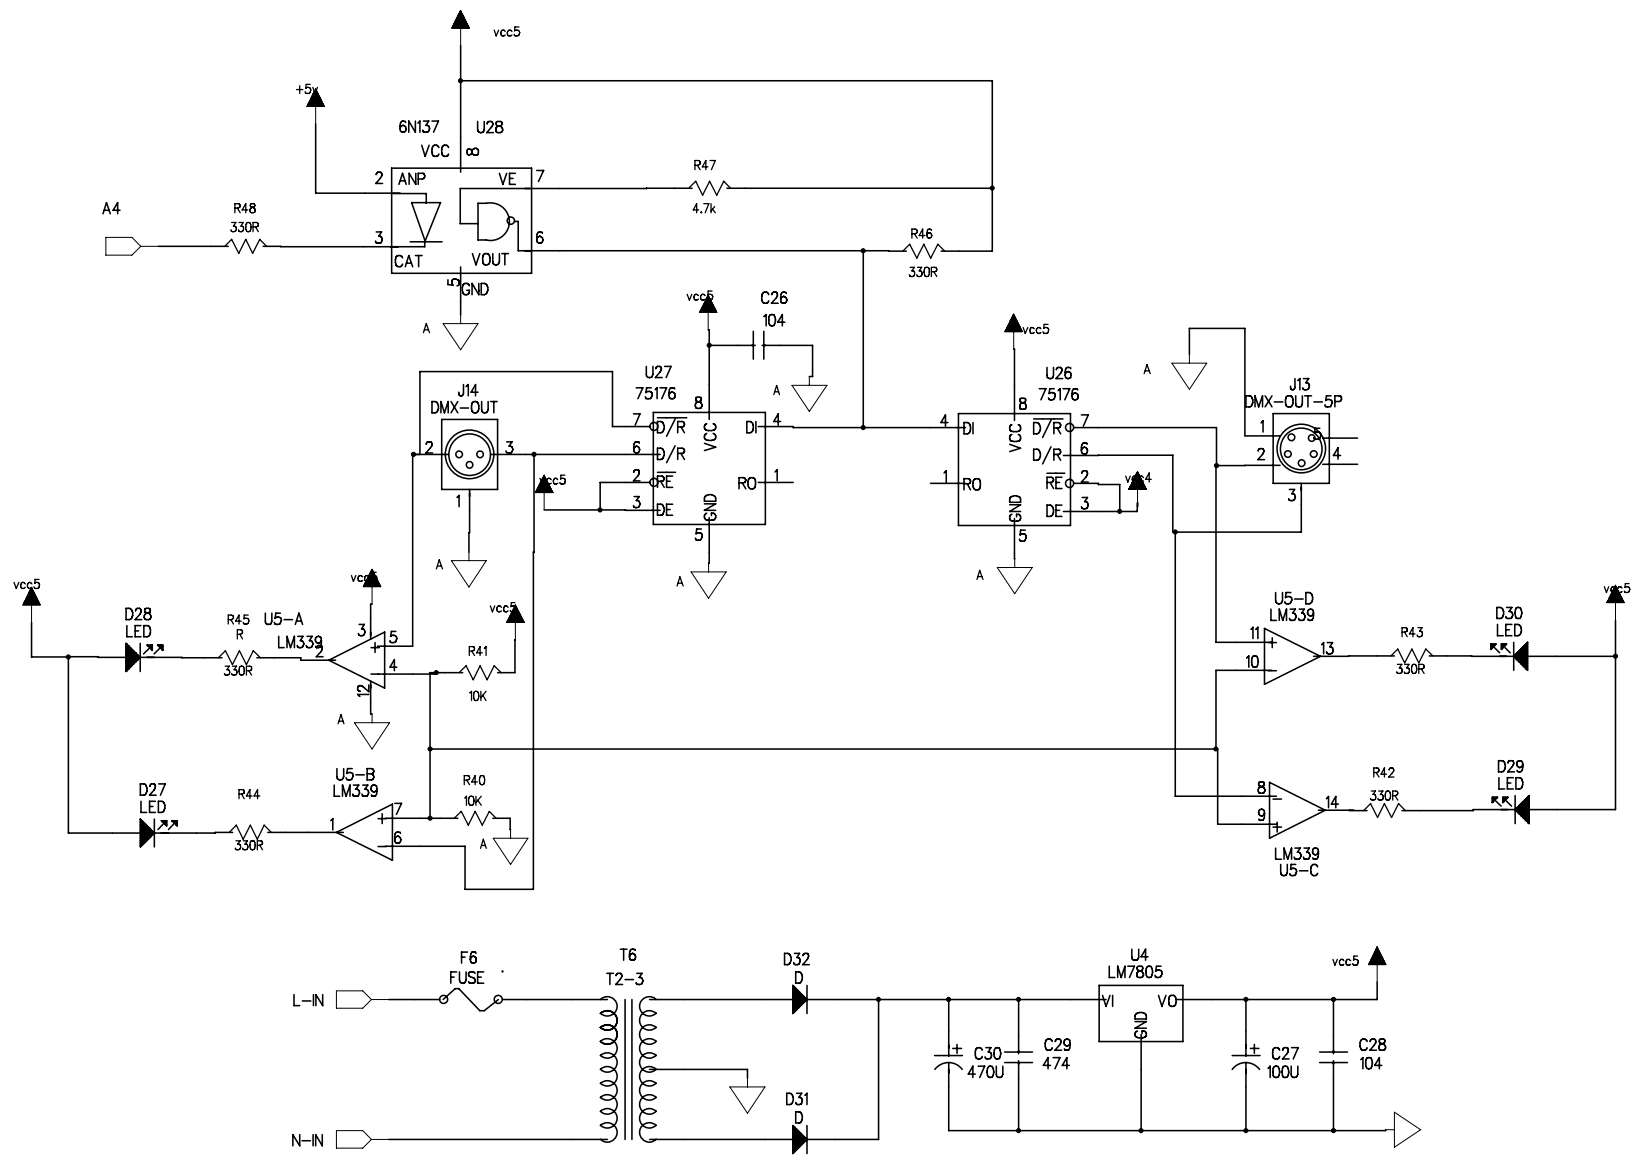 vcc5
+5v
6N137 U28
VCC 8
2 ANP VE 7
A4
R48
330R
3 CAT VOUT 6
5 GND
A
R47
4.7k
R46
330R
vcc5 C26
104
A
U27
75176
8
7 D/R VCC DI 4
6 D/R
2 RE RO 1
3 DE GND
5
A
vcc5
J14
DMX-OUT
2 3
1
A
vcc5
U26
75176
8
4 DI VCC D/R 7
D/R 6
1 RO RE 2
GND DE 3
5
A
vcc4
A
J13
DMX-OUT-5P
1 5
2 4
3
vcc5
D28
LED
R45
R
330R
U5-A
LM339
vcc5
3 5
2 4
12
A
vcc5
R41
10K
D27
LED
R44
330R
U5-B
LM339
1 7
6
+
-
R40
10K
A
U5-D
LM339
11 +
10 -
13
R43
330R
D30
LED
vcc5
8 -
9 +
14
LM339
U5-C
R42
330R
D29
LED
L-IN
F6
FUSE
T6
T2-3
D32
D
N-IN
D31
D
C30
470U
+
C29
474
U4
LM7805
VI VO
GND
+
C27
100U
C28
104
vcc5